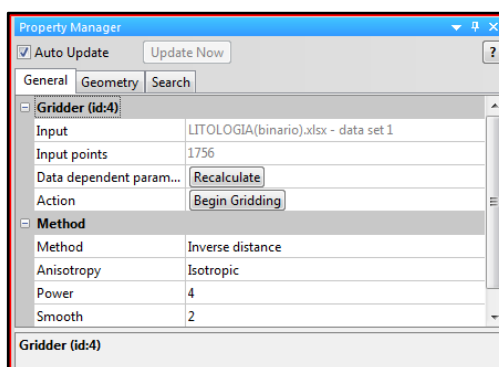 Property Manager
Auto Update Update Now ?
General Geometry Search
Gridder (id:4)
Input LITOLOGIA(binario).xlsx - data set 1
Input points 1756
Data dependent param... Recalculate
Action Begin Gridding
Method
Method Inverse distance
Anisotropy Isotropic
Power 4
Smooth 2
Gridder (id:4)